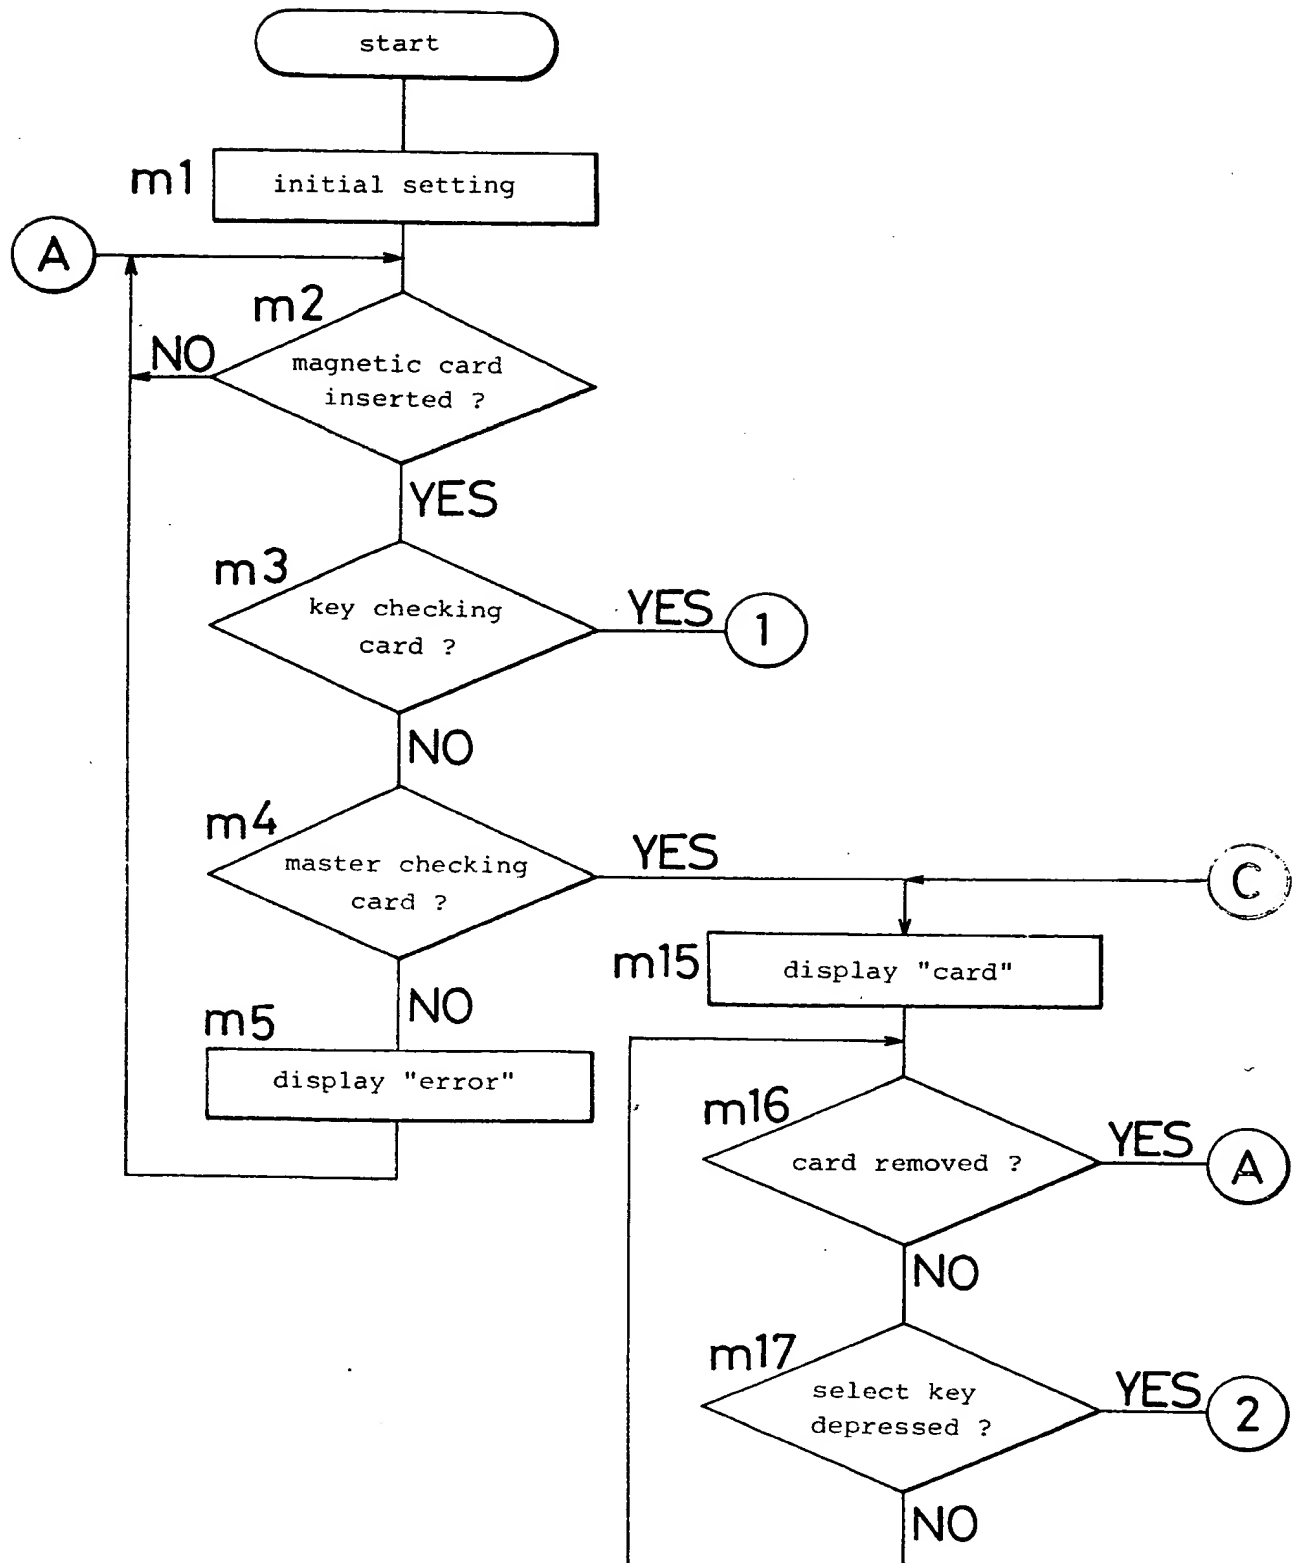 start
m1
initial setting
A
m2
NO
magnetic card
inserted ?
YES
m3
key checking
card ?
YES
1
NO
m4
master checking
card ?
YES
C
NO
m5
display "error"
m15
display "card"
m16
card removed ?
YES
A
NO
m17
select key
depressed ?
YES
2
NO